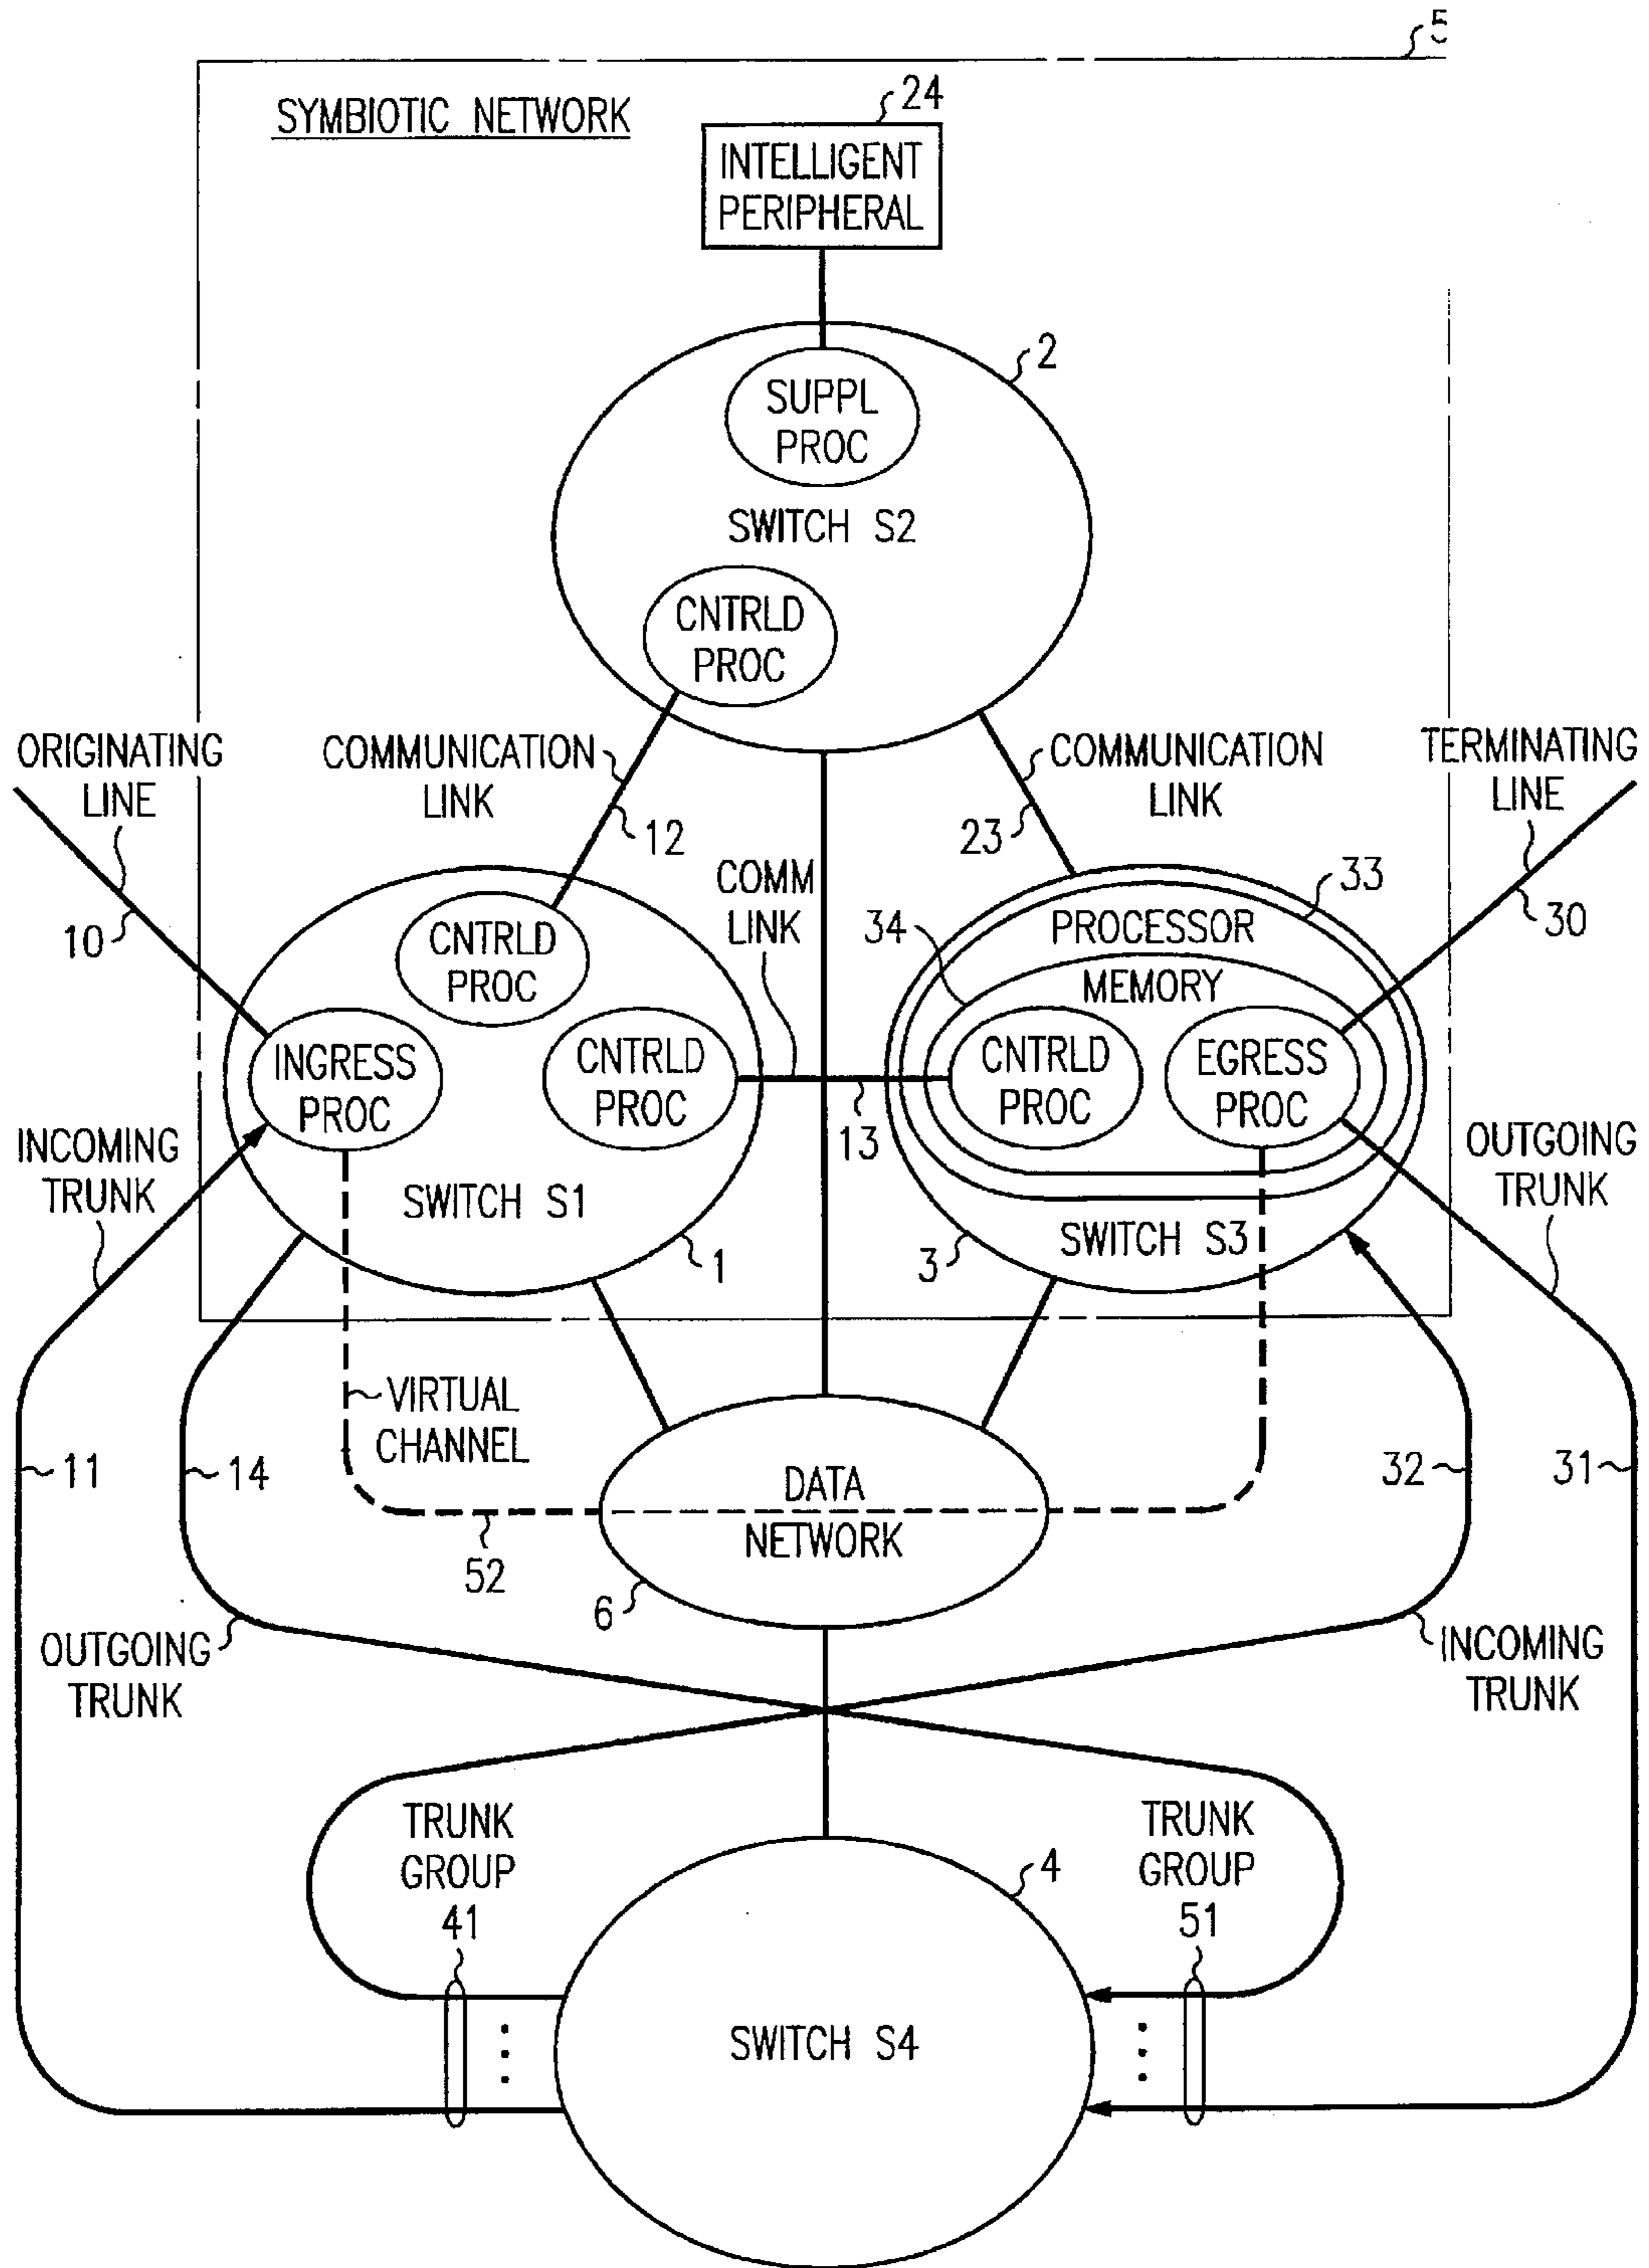 5
SYMBIOTIC NETWORK
24
INTELLIGENT
PERIPHERAL
2
SUPPL
PROC
SWITCH S2
CNTRLD
PROC
ORIGINATING
LINE
10
COMMUNICATION
LINK
12
COMMUNICATION
LINK
23
TERMINATING
LINE
30
COMM
LINK
13
CNTRLD
PROC
INGRESS
PROC
CNTRLD
PROC
SWITCH S1
1
33
PROCESSOR
34
MEMORY
CNTRLD
PROC
EGRESS
PROC
SWITCH S3
3
INCOMING
TRUNK
11
14
OUTGOING
TRUNK
31
32
VIRTUAL
CHANNEL
52
DATA
NETWORK
6
OUTGOING
TRUNK
INCOMING
TRUNK
TRUNK
GROUP
41
TRUNK
GROUP
51
4
SWITCH S4